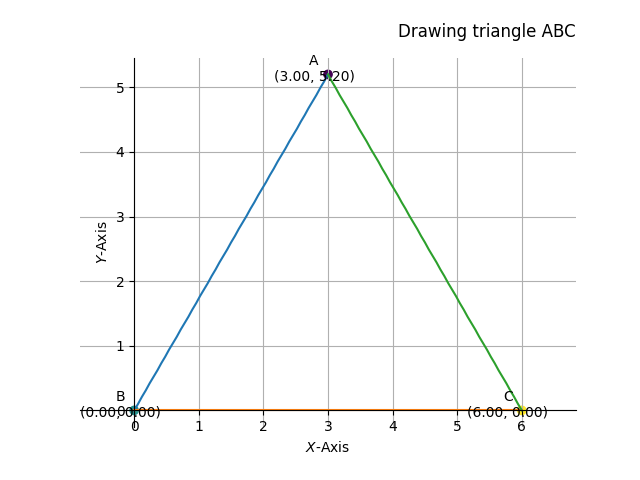 Drawing triangle ABC
A
(3.00, 5.20)
5
4
3
2
1
Y-Axis
B
C
(0.00, 0.00)
(6.00, 0.00)
0
1
2
3
4
5
6
X-Axis